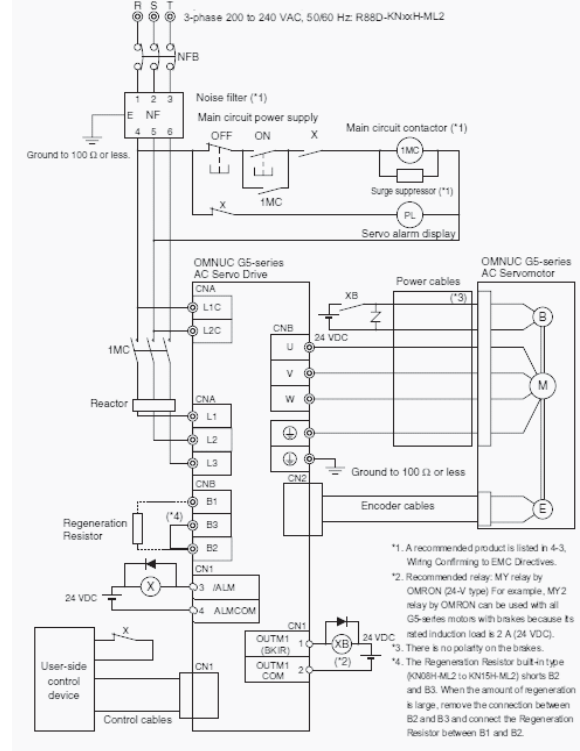 R S T
3-phase 200 to 240 VAC, 50/60 Hz: R88D-KNxxH-ML2
NFB
1 2 3
Noise filter (*1)
E NF
Main circuit power supply
4 5 6
OFF ON X
Main circuit contactor (*1)
1MC
Ground to 100 Ω or less.
Surge suppressor (*1)
1MC
X
PL
Servo alarm display
OMNUC G5-series
AC Servo Drive
OMNUC G5-series
AC Servomotor
Power cables
CNA
XB
(*3)
L1C
B
L2C
CNB
24 VDC
1MC
U
V
M
W
Reactor
CNA
L1
L2
L3
Ground to 100 Ω or less
CNB
CN2
B1
Encoder cables
E
Regeneration
Resistor
(*4)
B3
B2
CN1
X
3 /ALM
24 VDC
4 ALMCOM
*1. A recommended product is listed in 4-3,
Wiring Confirming to EMC Directives.
*2. Recommended relay: MY relay by
OMRON (24-V type) For example, MY2
relay by OMRON can be used with all
G5-series motors with brakes because its
rated induction load is 2 A (24 VDC).
*3. There is no polarity on the brakes.
*4. The Regeneration Resistor built-in type
(KN08H-ML2 to KN15H-ML2) shorts B2
and B3. When the amount of regeneration
is large, remove the connection between
B2 and B3 and connect the Regeneration
Resistor between B1 and B2.
CN1
OUTM1
(BKIR)
1
XB
24 VDC
(*2)
OUTM1
COM
2
X
User-side
control
device
CN1
Control cables